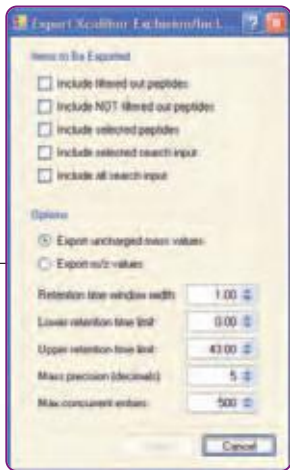 Export Xcalibur Exclusion/Incl...
Items to Be Exported
Include filtered out peptides
Include NOT filtered out peptides
Include selected peptides
Include selected search input
Include all search input
Options
Export uncharged mass values
Export m/z values
Retention time window width: 1.00
Lower retention time limit: 0.00
Upper retention time limit: 43.00
Mass precision (decimals): 5
Max concurrent entries: 500
Cancel